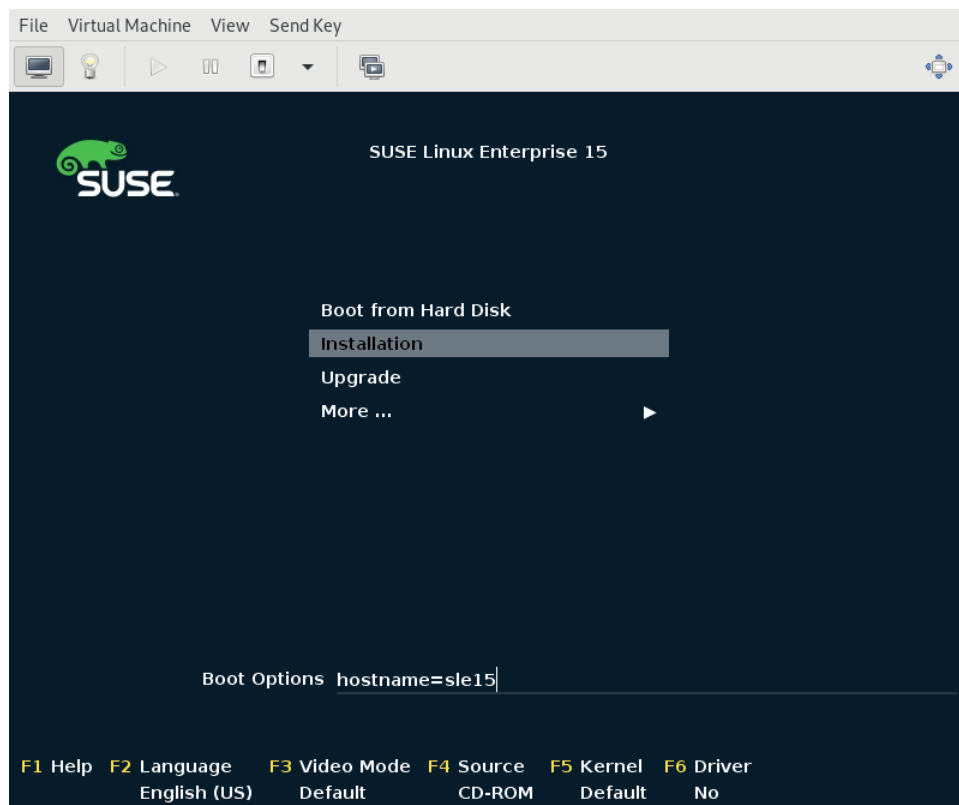 File Virtual Machine View Send Key
SUSE Linux Enterprise 15
SUSE
Boot from Hard Disk
Installation
Upgrade
More ...
Boot Options hostname=sle15
F1 Help F2 Language F3 Video Mode F4 Source F5 Kernel F6 Driver
English (US) Default CD-ROM Default No